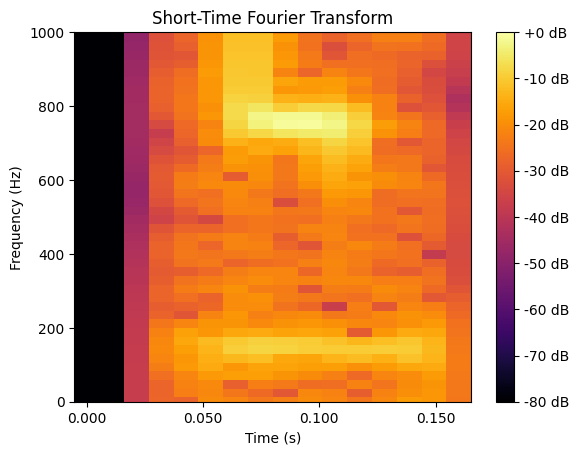 Short-Time Fourier Transform
1000
800
600
400
200
0
Frequency (Hz)
0.000
0.050
0.100
0.150
Time (s)
+0 dB
-10 dB
-20 dB
-30 dB
-40 dB
-50 dB
-60 dB
-70 dB
-80 dB